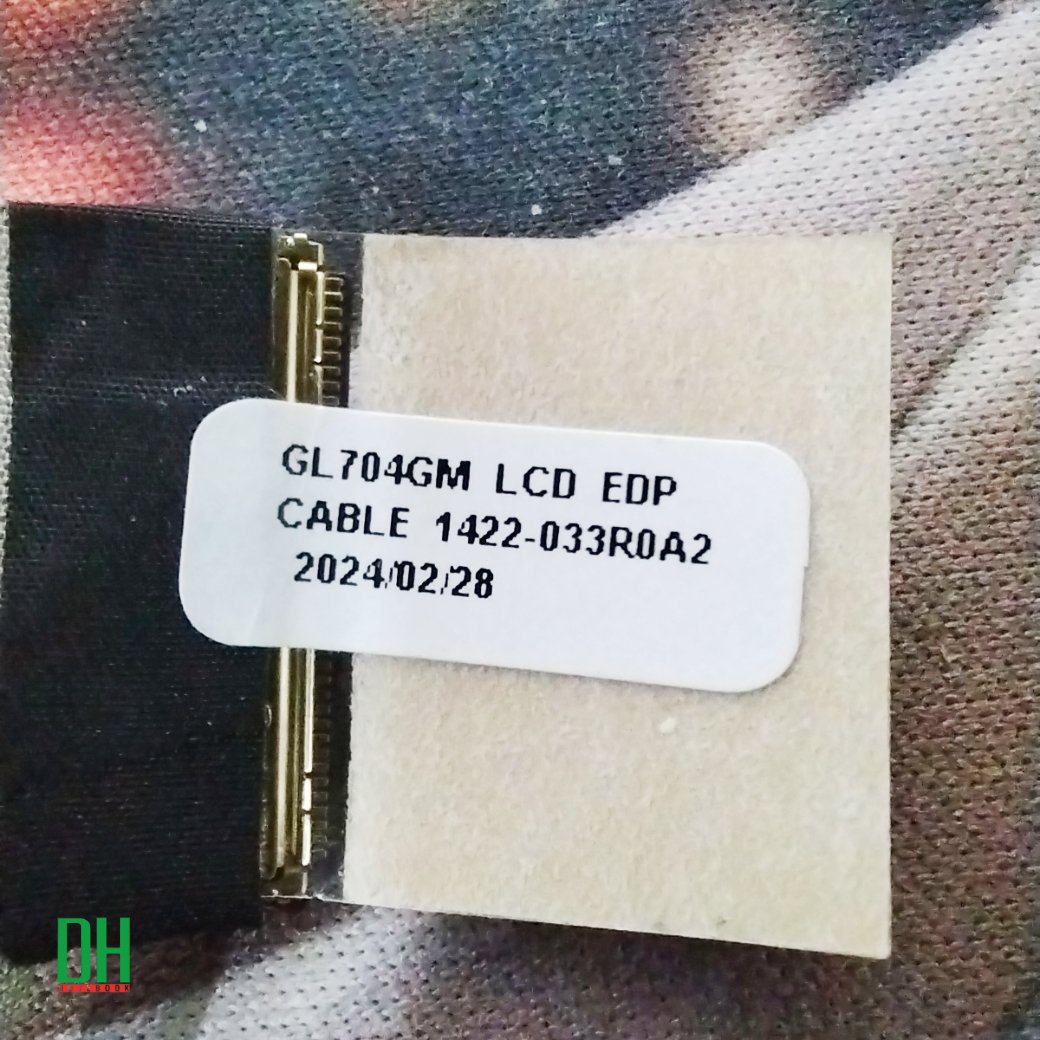 GL704GM LCD EDP
CABLE 1422-033R0A2
2024/02/28
DH